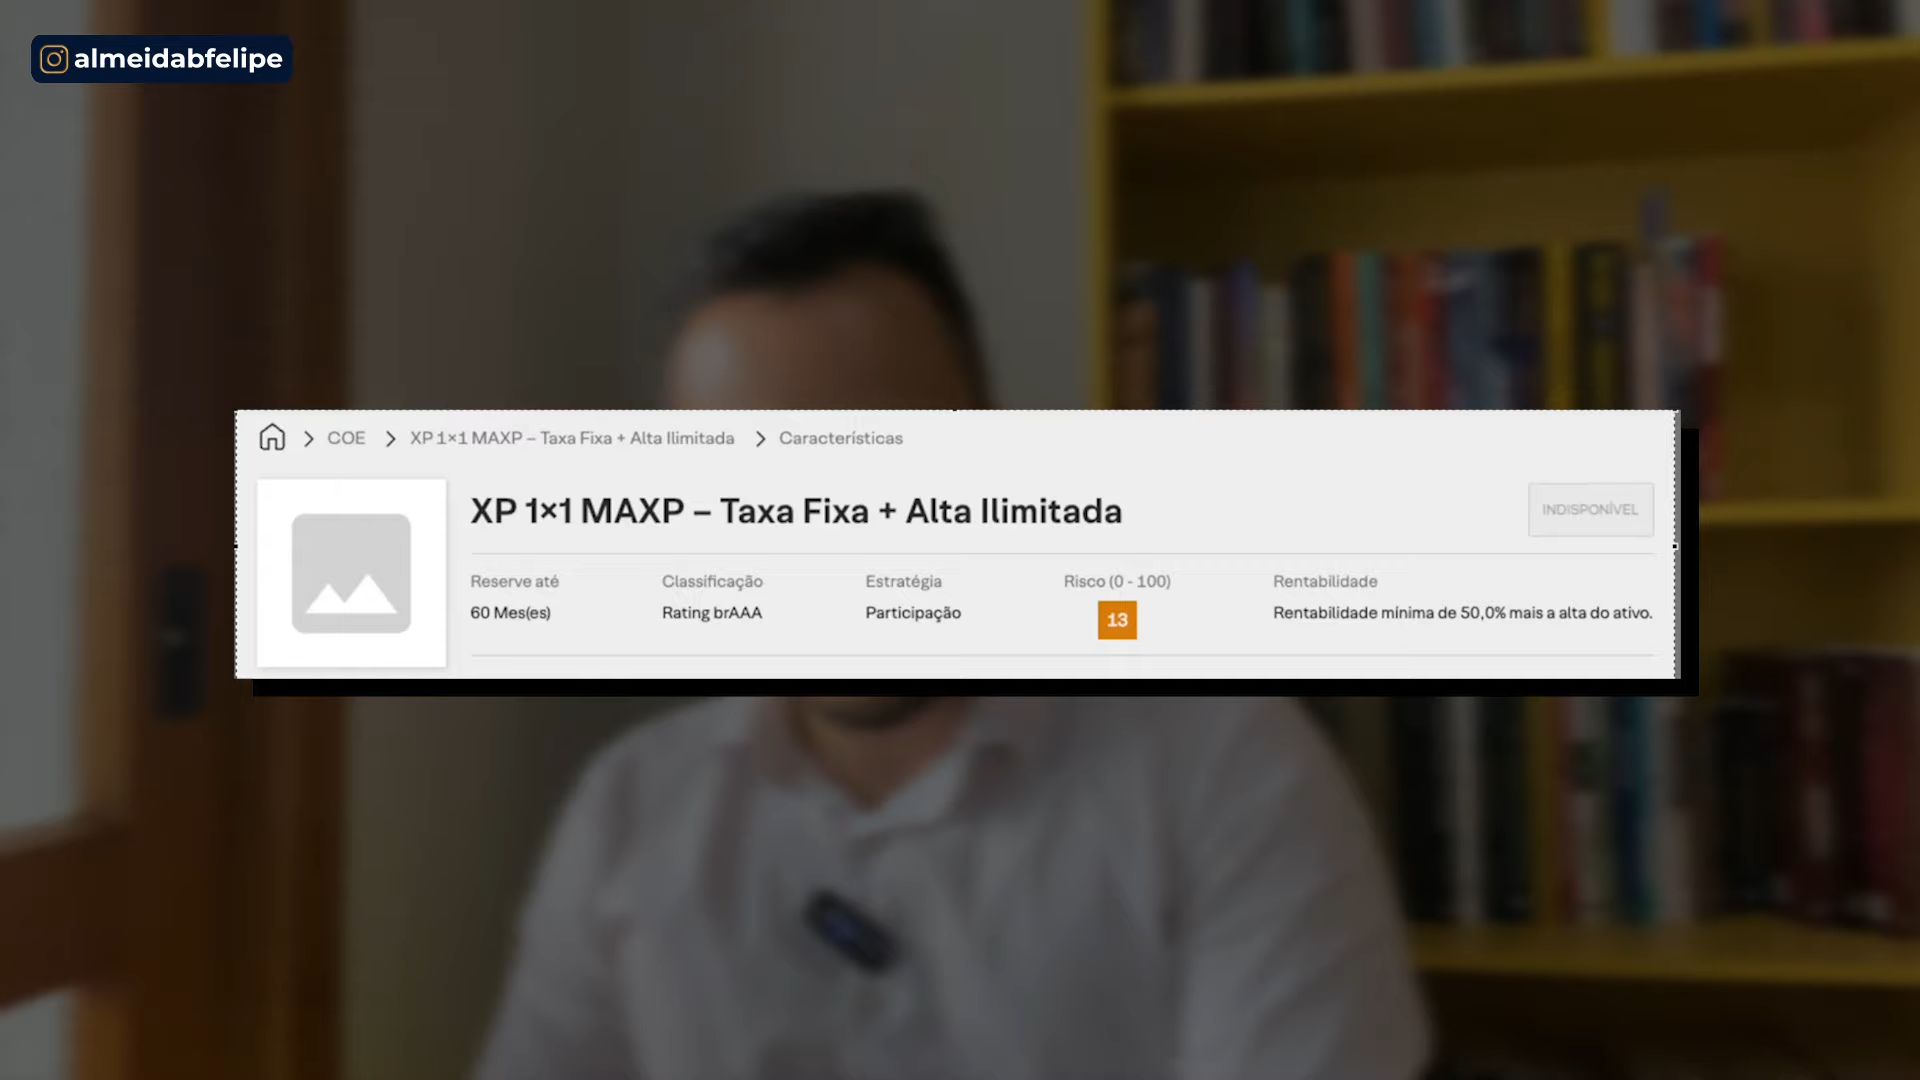 almeidabfelipe
COE XP 1×1 MAXP – Taxa Fixa + Alta Ilimitada Características
XP 1×1 MAXP – Taxa Fixa + Alta Ilimitada
INDISPONÍVEL
Reserve até Classificação Estratégia Risco (0 - 100) Rentabilidade
60 Mes(es) Rating brAAA Participação 13 Rentabilidade mínima de 50,0% mais a alta do ativo.